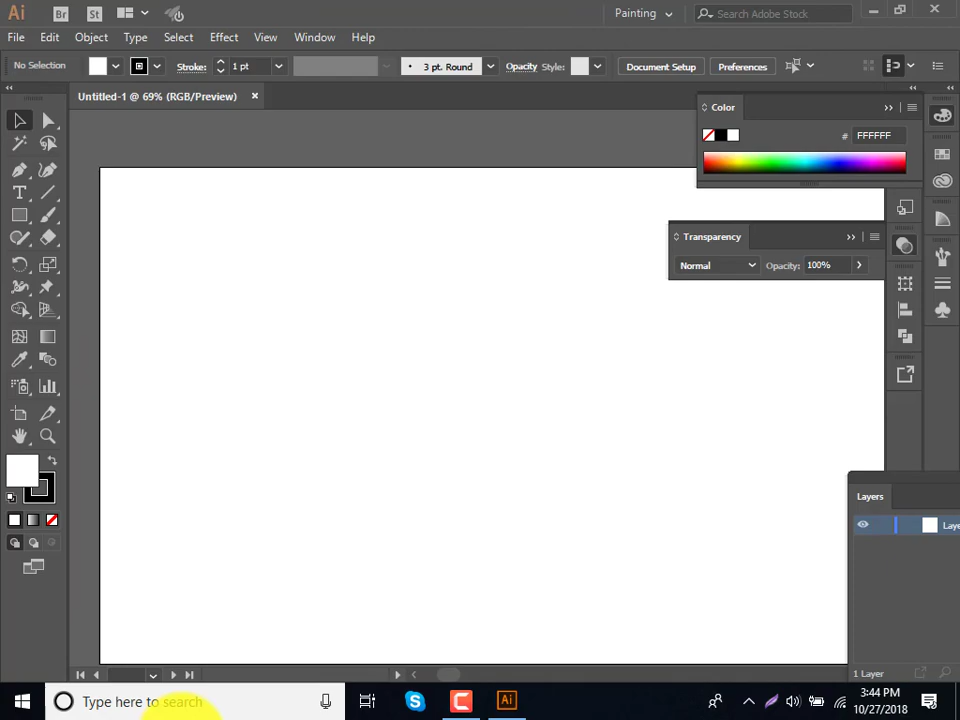 Ai Br St Painting Search Adobe Stock
File Edit Object Type Select Effect View Window Help
No Selection Stroke: 1 pt 3 pt. Round Opacity Style: Document Setup Preferences
Untitled-1 @ 69% (RGB/Preview)
Color
# FFFFFF
Transparency
Normal Opacity: 100%
Layers
Laye
1 Layer
Type here to search Ai 3:44 PM
10/27/2018